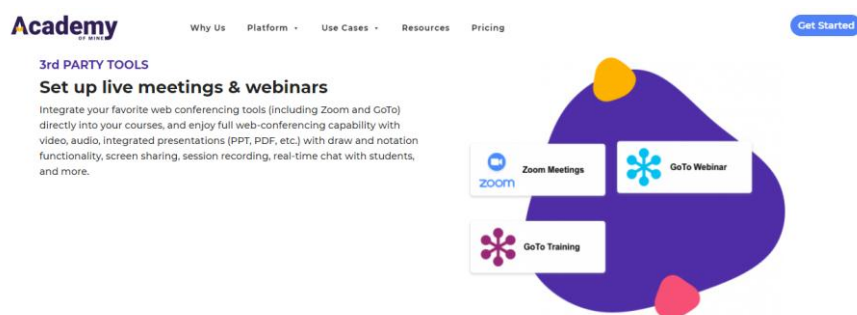 Academy
OF MINE
Why Us Platform Use Cases Resources Pricing
Get Started
3rd PARTY TOOLS
Set up live meetings & webinars
Integrate your favorite web conferencing tools (including Zoom and GoTo)
directly into your courses, and enjoy full web-conferencing capability with
video, audio, integrated presentations (PPT, PDF, etc.) with draw and notation
functionality, screen sharing, session recording, real-time chat with students,
and more.
zoom
Zoom Meetings
GoTo Webinar
GoTo Training